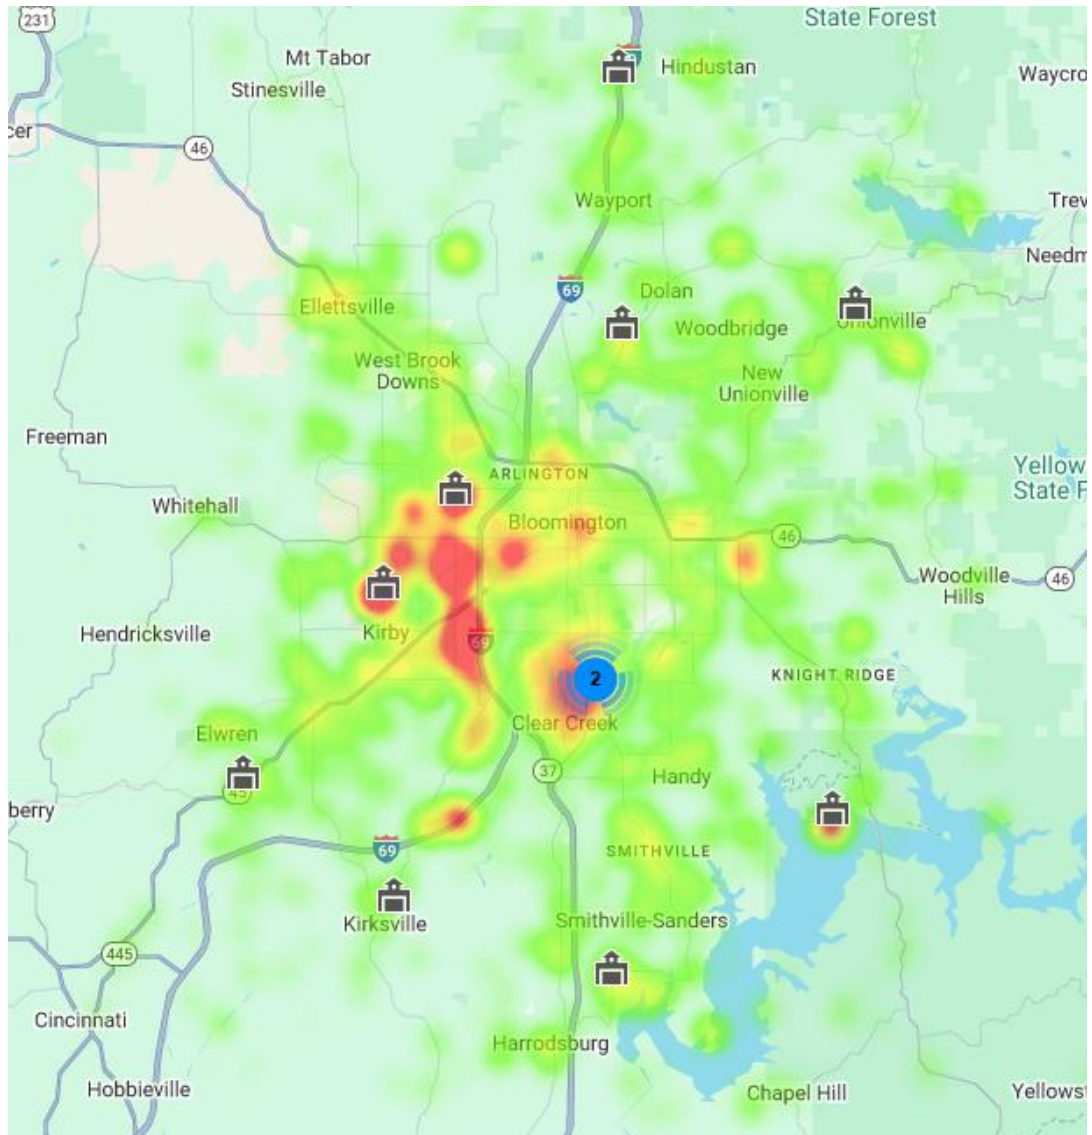 231
State Forest
Mt Tabor
Hindustan
Stinesville
Waycro
cer
46
Wayport
Trev
Needm
69
Dolan
Ellettsville
Woodbridge
Unionville
West Brook
Downs
New
Unionville
Freeman
ARLINGTON
Yellow
State F
Whitehall
Bloomington
46
Woodville
Hills
46
Hendricksville
Kirby
69
2
KNIGHT RIDGE
Clear Creek
Elwren
37
Handy
45
berry
69
SMITHVILLE
Kirksville
Smithville-Sanders
445
Cincinnati
Harrodsburg
Hobbieville
Chapel Hill
Yellowst